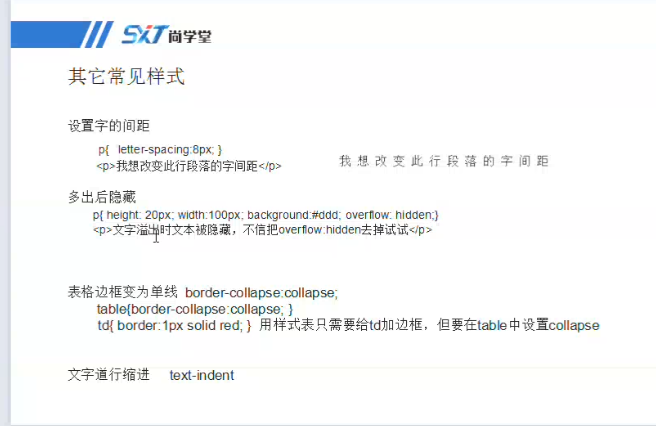 SXT 尚学堂
其它常见样式
设置字的间距
p{ letter-spacing:8px; }
<p>我想改变此行段落的字间距</p>
我想改变此行段落的字间距
多出后隐藏
p{ height: 20px; width:100px; background:#ddd; overflow: hidden;}
<p>文字溢出时文本被隐藏，不信把overflow:hidden去掉试试</p>
表格边框变为单线 border-collapse:collapse;
table{border-collapse:collapse; }
td{ border:1px solid red; } 用样式表只需要给td加边框，但要在table中设置collapse
文字道行缩进 text-indent